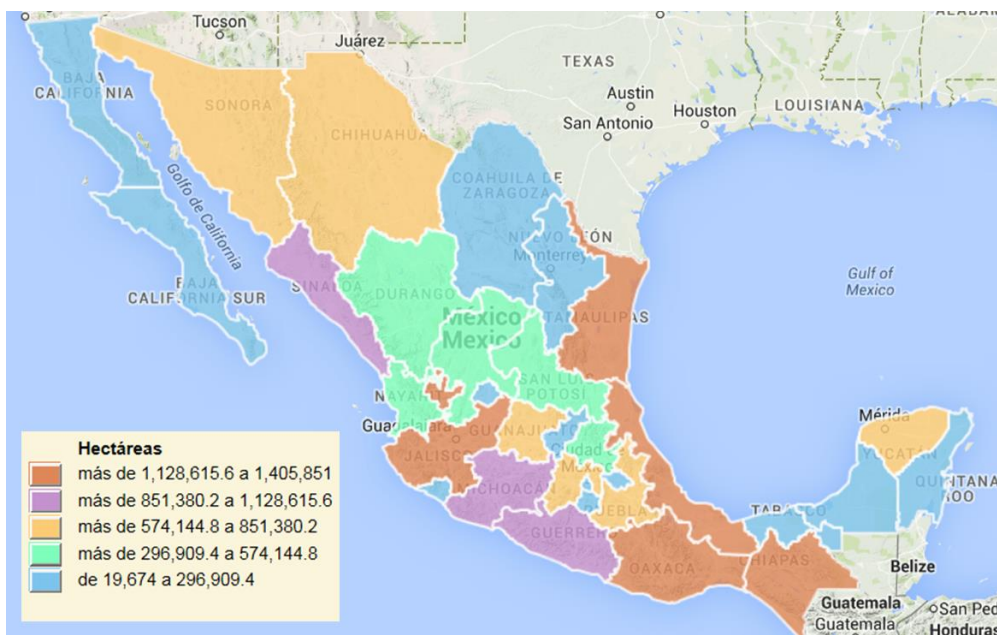 Tucson
ALABAMA
Juárez
TEXAS
BAJA
CALIFORNIA
SONORA
Austin
Houston
LOUISIANA
San Antonio
CHIHUAHUA
Golfo de California
COAHUILA DE
ZARAGOZA
NUEVO LEÓN
Monterrey
BAJA
CALIFORNIA SUR
SINALOA
DURANGO
Gulf of
Mexico
México
Mexico
TAMAULIPAS
SAN LUIS
POTOSÍ
NAYARIT
Guadalajara
GUANAJUATO
Mérida
JALISCO
Ciudad de
México
YUCATÁN
MICHOACÁN
QUINTANA
ROO
PUEBLA
TABASCO
GUERRERO
OAXACA
CHIAPAS
Belize
Guatemala
Guatemala
San Ped
Honduras
Hectáreas
más de 1,128,615.6 a 1,405,851
más de 851,380.2 a 1,128,615.6
más de 574,144.8 a 851,380.2
más de 296,909.4 a 574,144.8
de 19,674 a 296,909.4